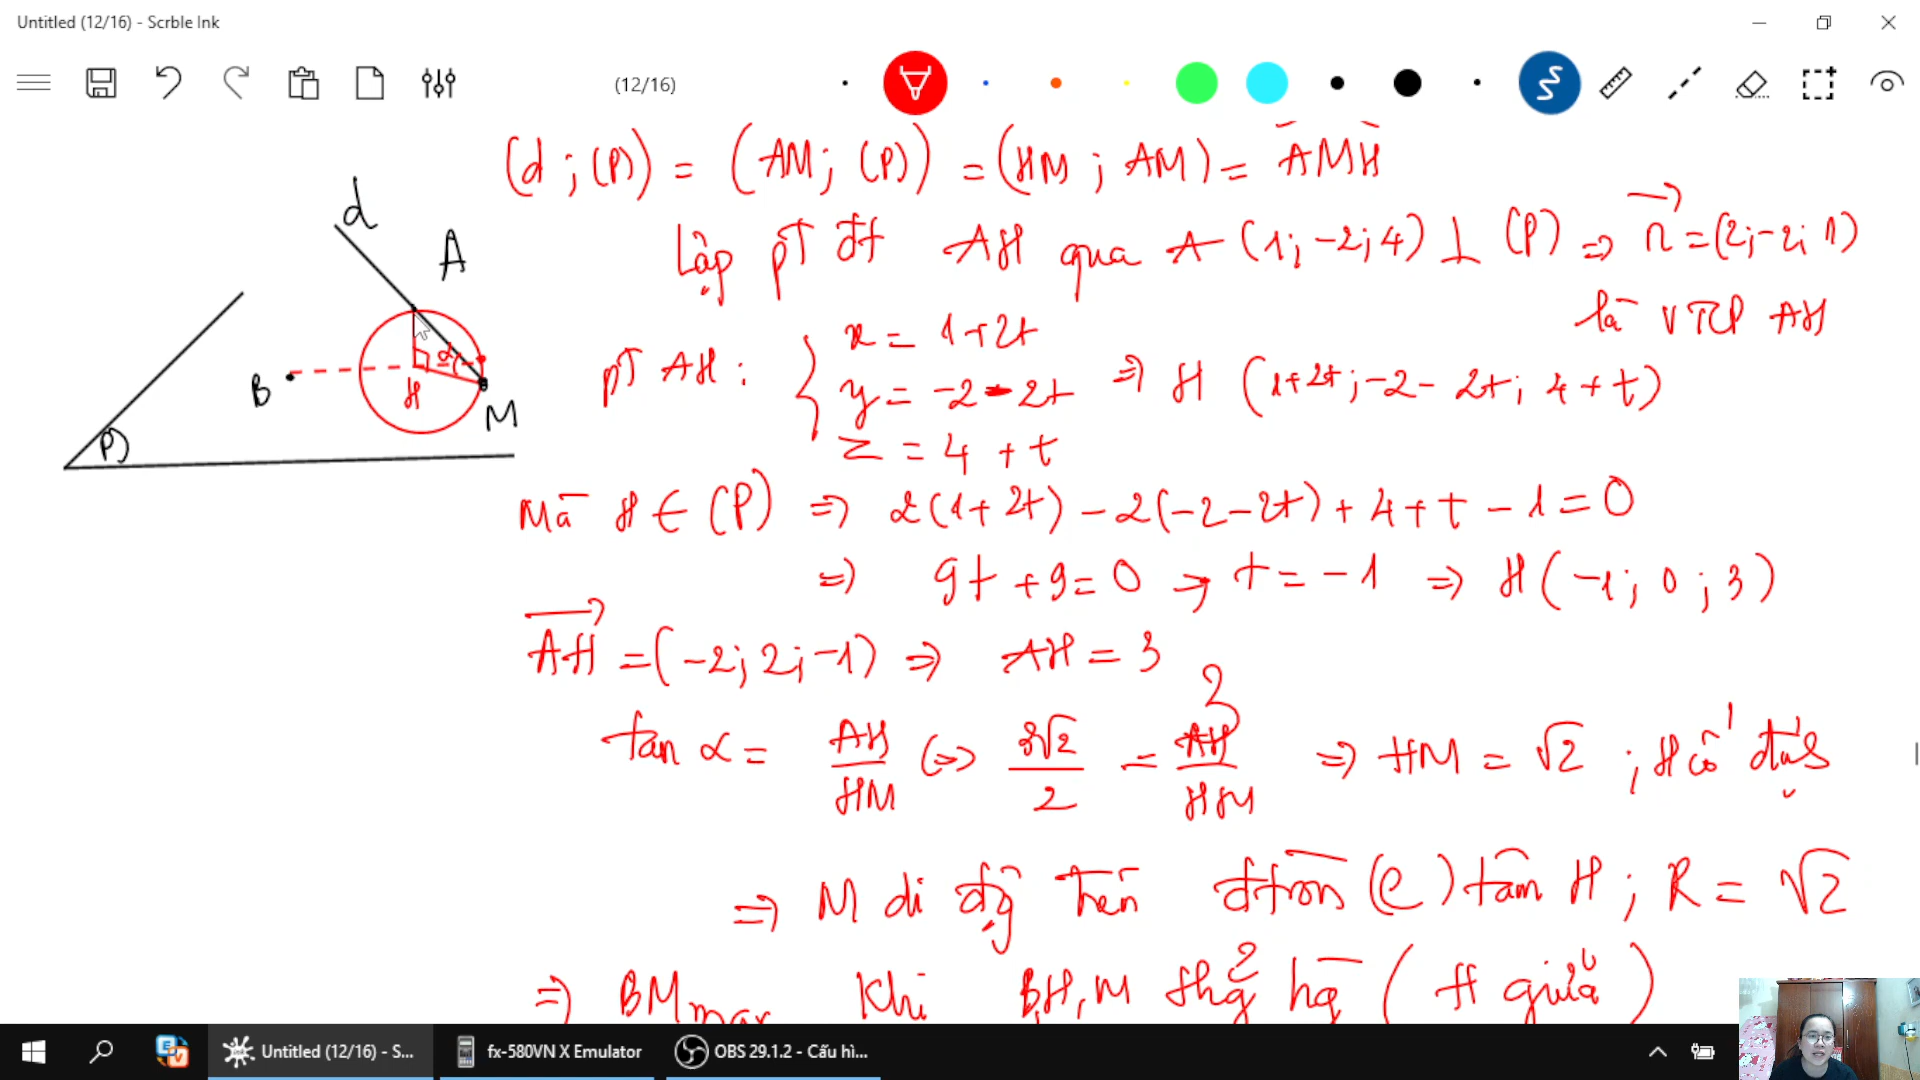 Untitled (12/16) - Scrble Ink
(12/16)
(d ; (P)) = (AM; (P)) = (HM ; AM) = AMH
Lập pT đt AH qua A (1; -2; 4) ⊥ (P) => n = (2; -2; 1)
là VTCP AH
d
A
B
H
α
M
P)
pT AH : { x = 1+2t
y = -2 - 2t => H (1+2t; -2 - 2t; 4+t)
z = 4 + t
Mà H ∈ (P) => 2(1+2t) - 2(-2-2t) + 4+t - 1 = 0
=> 9t + 9 = 0 → t = -1 => H(-1; 0; 3)
AH = (-2; 2; -1) => AH = 3
3
tan α = AH/HM <=> 3√2/2 = AH/HM => HM = √2 ; H cố định
=> M di độg trên đtròn (C) tâm H ; R = √2
=> BMmax khi B,H,M thẳg hàg ( H giữa )
Untitled (12/16) - S...
fx-580VN X Emulator
OBS 29.1.2 - Cấu hì...